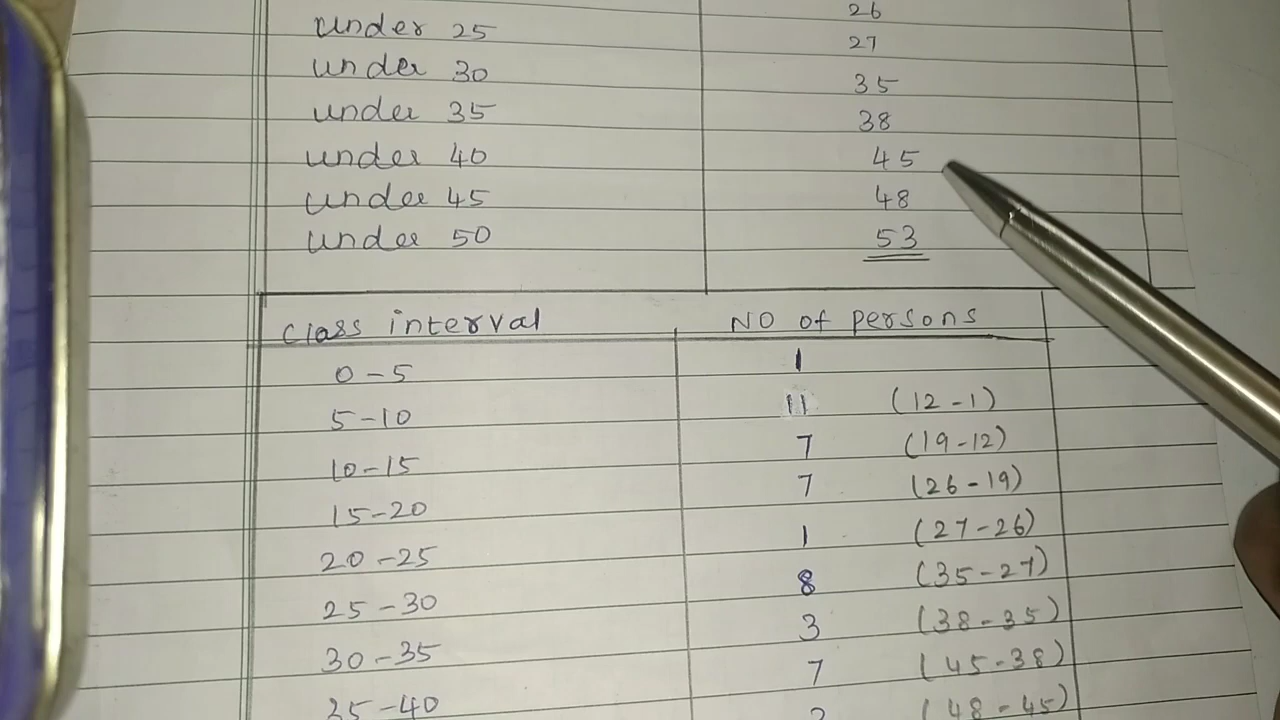 26
under 25 27
under 30 35
under 35 38
under 40 45
under 45 48
under 50 53
Class interval NO of persons
0-5 1
5-10 11 (12-1)
10-15 7 (19-12)
15-20 7 (26-19)
20-25 1 (27-26)
25-30 8 (35-27)
30-35 3 (38-35)
35-40 7 (45-38)
(48-45)